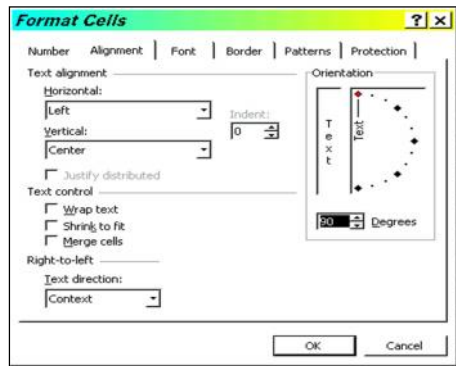 Format Cells ? ×
Number Alignment Font Border Patterns Protection
Text alignment
Horizontal:
Left
Indent:
0
Vertical:
Center
Justify distributed
Text control
Wrap text
Shrink to fit
Merge cells
Right-to-left
Text direction:
Context
Orientation
Text
Text
90 Degrees
OK Cancel